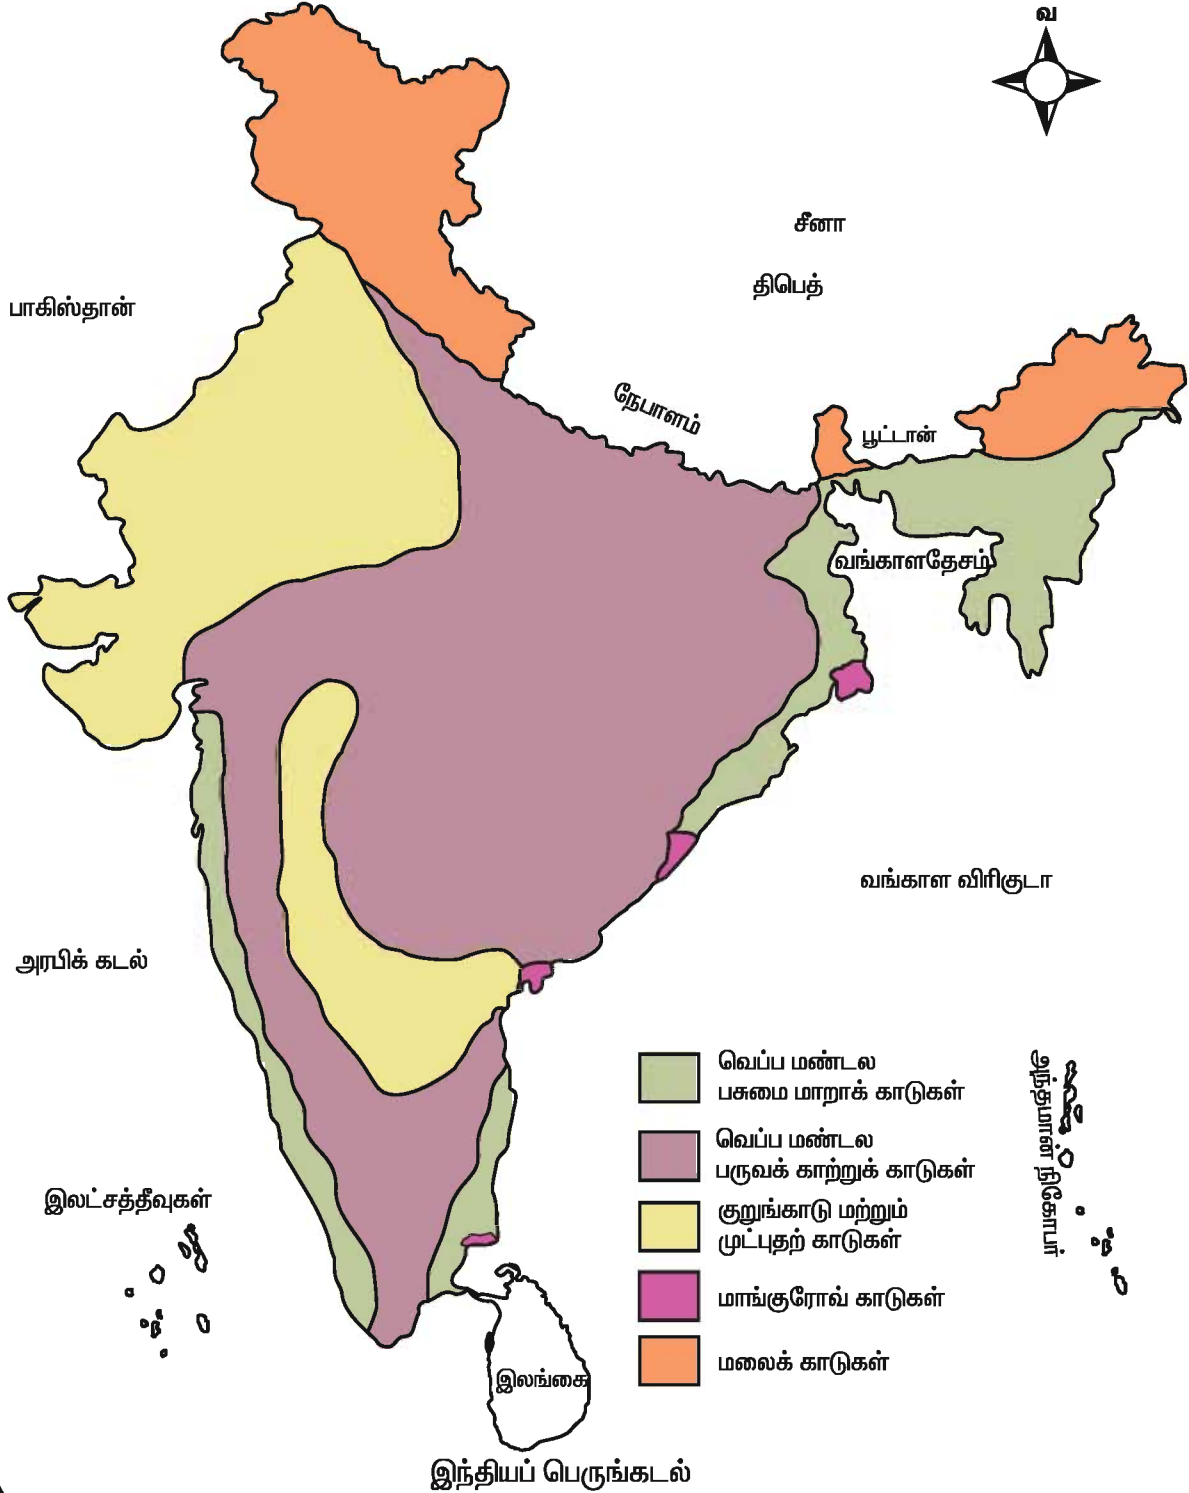 வ
சீனா
திபெத்
பாகிஸ்தான்
நேபாளம்
பூட்டான்
வங்காளதேசம்
வங்காள விரிகுடா
அரபிக் கடல்
வெப்ப மண்டல
பசுமை மாறாக் காடுகள்
வெப்ப மண்டல
பருவக் காற்றுக் காடுகள்
குறுங்காடு மற்றும்
முட்புதற் காடுகள்
மாங்குரோவ் காடுகள்
மலைக் காடுகள்
அந்தமான் நிகோபர்
இலட்சத்தீவுகள்
இலங்கை
இந்தியப் பெருங்கடல்